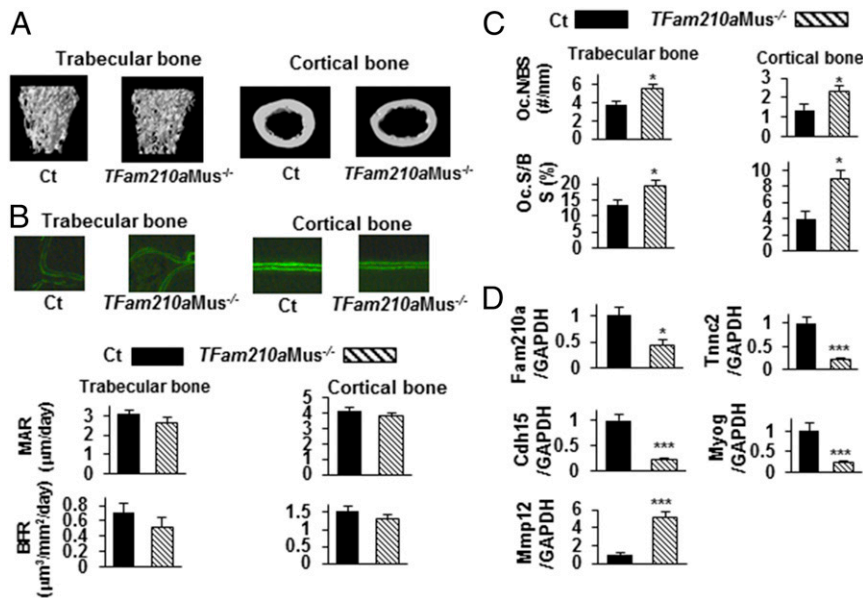 A
Trabecular bone
Cortical bone
Ct
TFam210aMus-/-
Ct
TFam210aMus-/-
B
Trabecular bone
Cortical bone
Ct
TFam210aMus-/-
Ct
TFam210aMus-/-
Ct
TFam210aMus-/-
Trabecular bone
Cortical bone
MAR
(µm/day)
3
2
1
0
5
4
3
2
1
0
BFR
(µm³/mm²/day)
0.8
0.6
0.4
0.2
0
1.5
1
0.5
0
C
Ct
TFam210aMus-/-
Trabecular bone
Cortical bone
Oc.N/BS
(#/nm)
6
4
2
0
*
3
2
1
0
*
Oc.S/B
S (%)
20
15
10
5
0
*
10
8
6
4
2
0
*
D
Fam210a
/GAPDH
1
0.5
0
*
Tnnc2
/GAPDH
1
0.5
0
***
Cdh15
/GAPDH
1
0.5
0
***
Myog
/GAPDH
1
0.5
0
***
Mmp12
/GAPDH
6
4
2
0
***